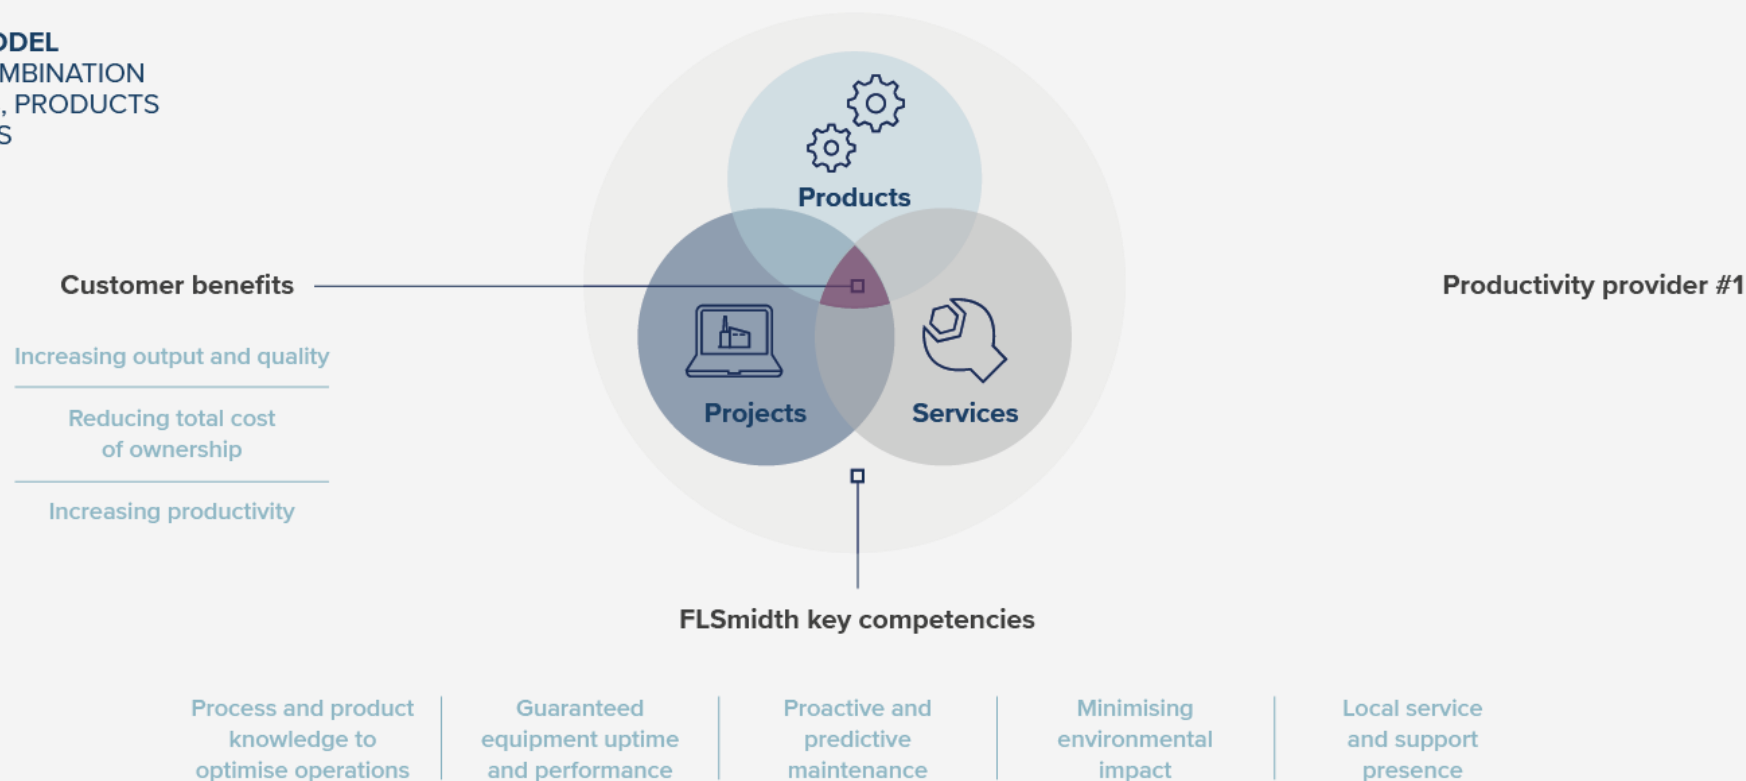 ODEL
MBINATION
, PRODUCTS
S
Products
Customer benefits
Productivity provider #1
Increasing output and quality
Reducing total cost
of ownership
Increasing productivity
Projects
Services
FLSmidth key competencies
Process and product
knowledge to
optimise operations
Guaranteed
equipment uptime
and performance
Proactive and
predictive
maintenance
Minimising
environmental
impact
Local service
and support
presence